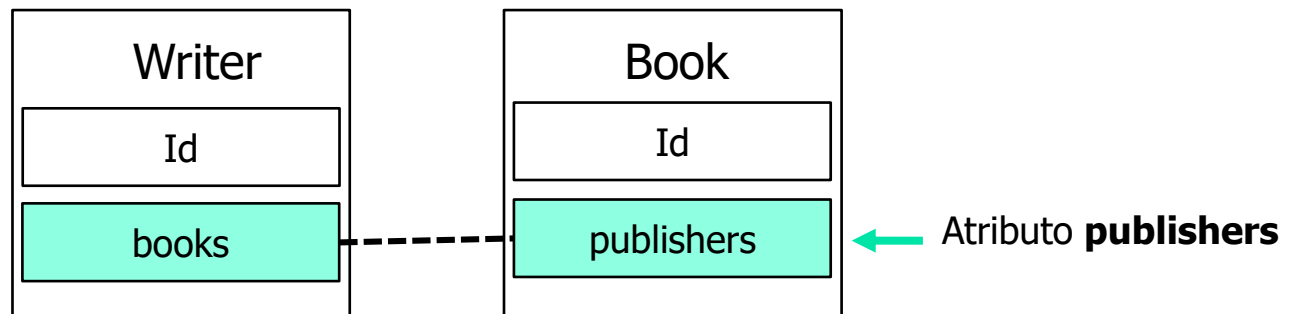 Writer
Id
books
Book
Id
publishers
Atributo publishers